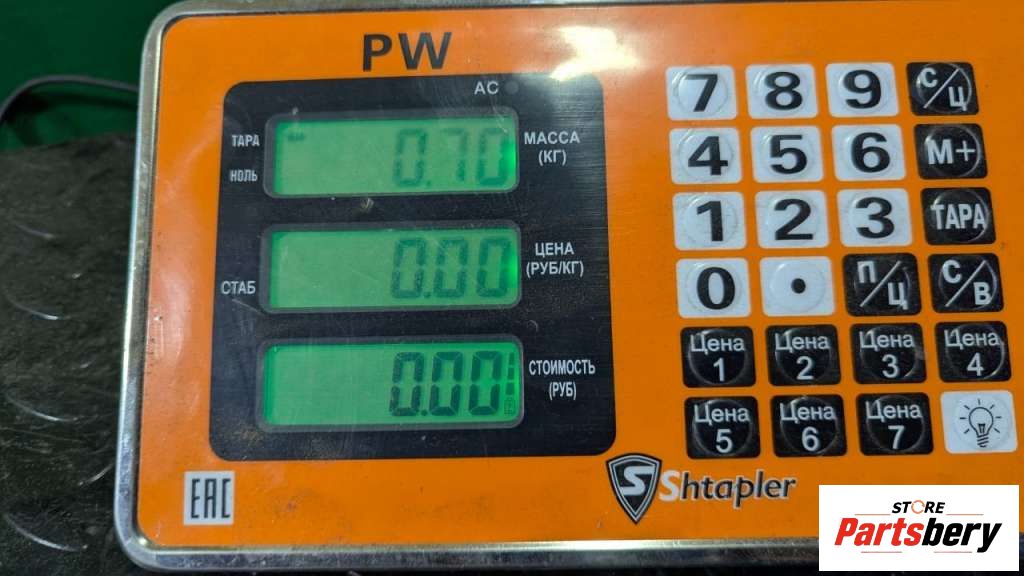 PW
AC
ТАРА
НОЛЬ
0.70
МАССА
(КГ)
СТАБ
0.00
ЦЕНА
(РУБ/КГ)
0.00
СТОИМОСТЬ
(РУБ)
7 8 9 С/Ц
4 5 6 М+
1 2 3 ТАРА
0 . П/Ц С/В
Цена 1 Цена 2 Цена 3 Цена 4
Цена 5 Цена 6 Цена 7
EAC
S Shtapler
STORE
Partsbery